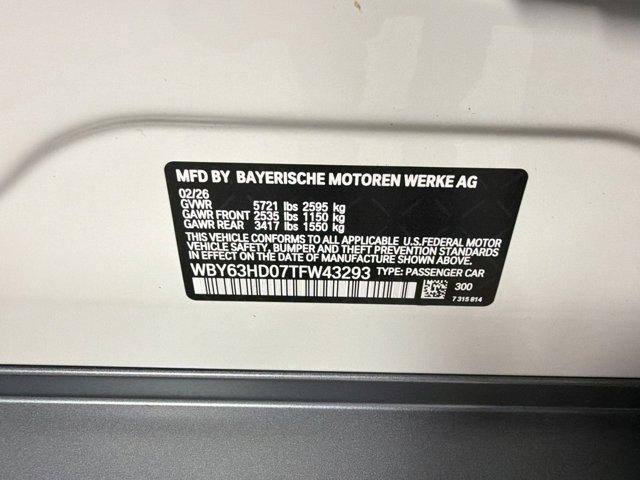 MFD BY BAYERISCHE MOTOREN WERKE AG
02/26
GVWR 5721 lbs 2595 kg
GAWR FRONT 2535 lbs 1150 kg
GAWR REAR 3417 lbs 1550 kg
THIS VEHICLE CONFORMS TO ALL APPLICABLE U.S.FEDERAL MOTOR
VEHICLE SAFETY, BUMPER AND THEFT PREVENTION STANDARDS
IN EFFECT ON THE DATE OF MANUFACTURE SHOWN ABOVE.
WBY63HD07TFW43293 TYPE: PASSENGER CAR
300
7 315 814